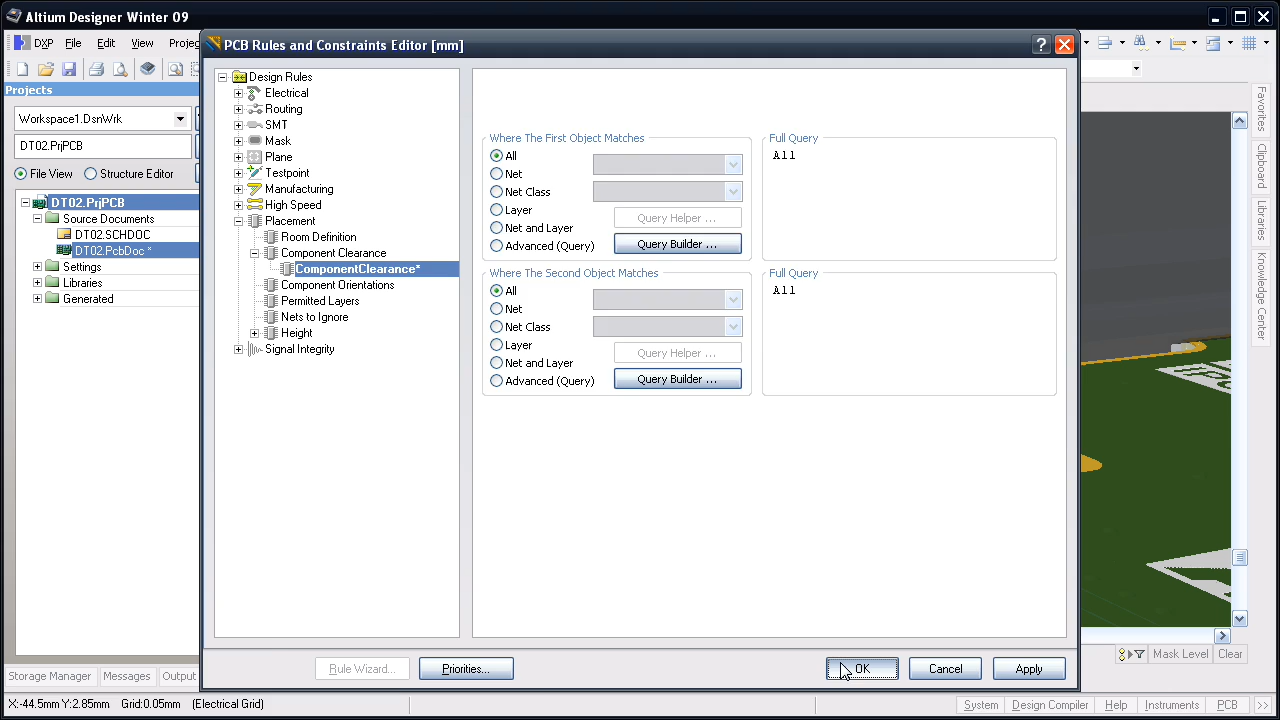 Altium Designer Winter 09
DXP File Edit View Projec
PCB Rules and Constraints Editor [mm]
Projects
Workspace1.DsnWrk
DT02.PrjPCB
File View Structure Editor
DT02.PrjPCB
Source Documents
DT02.SCHDOC
DT02.PcbDoc *
Settings
Libraries
Generated
Design Rules
Electrical
Routing
SMT
Mask
Plane
Testpoint
Manufacturing
High Speed
Placement
Room Definition
Component Clearance
ComponentClearance*
Component Orientations
Permitted Layers
Nets to Ignore
Height
Signal Integrity
Where The First Object Matches
All
Net
Net Class
Layer
Net and Layer
Advanced (Query)
Query Helper ...
Query Builder ...
Full Query
All
Where The Second Object Matches
All
Net
Net Class
Layer
Net and Layer
Advanced (Query)
Query Helper ...
Query Builder ...
Full Query
All
Favorites
Clipboard
Libraries
Knowledge Center
Rule Wizard...
Priorities...
OK
Cancel
Apply
Storage Manager Messages Output
Mask Level Clear
X:-44.5mm Y:2.85mm Grid:0.05mm (Electrical Grid)
System Design Compiler Help Instruments PCB >>